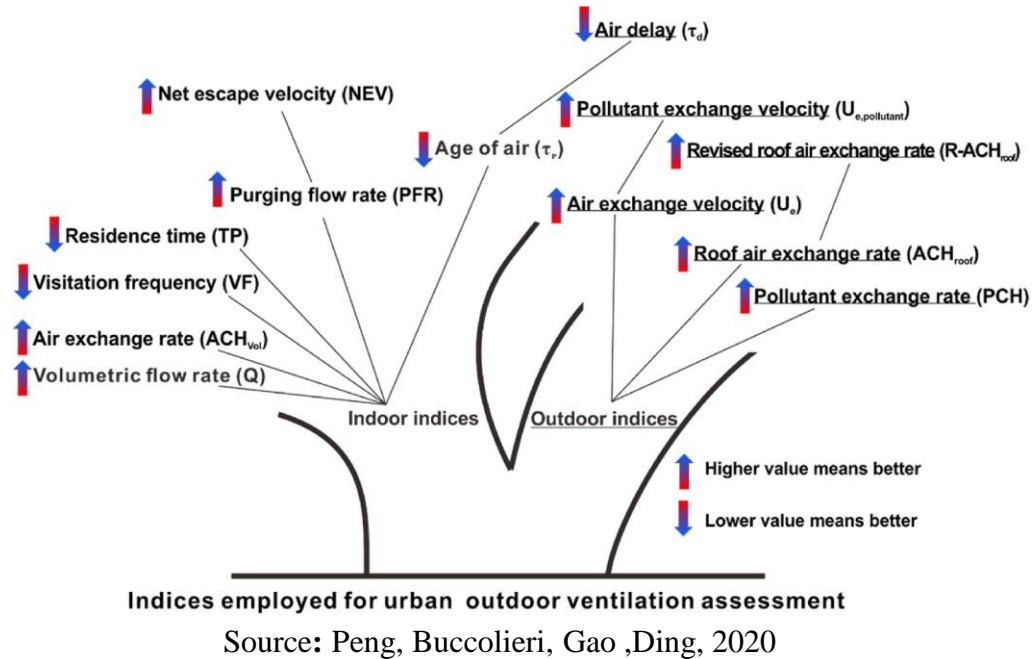 Air delay (τd)
Net escape velocity (NEV)
Pollutant exchange velocity (Ue,pollutant)
Age of air (τr)
Revised roof air exchange rate (R-ACHroof)
Purging flow rate (PFR)
Air exchange velocity (Ue)
Residence time (TP)
Roof air exchange rate (ACHroof)
Visitation frequency (VF)
Pollutant exchange rate (PCH)
Air exchange rate (ACHVol)
Volumetric flow rate (Q)
Indoor indices
Outdoor indices
Higher value means better
Lower value means better
Indices employed for urban outdoor ventilation assessment
Source: Peng, Buccolieri, Gao ,Ding, 2020